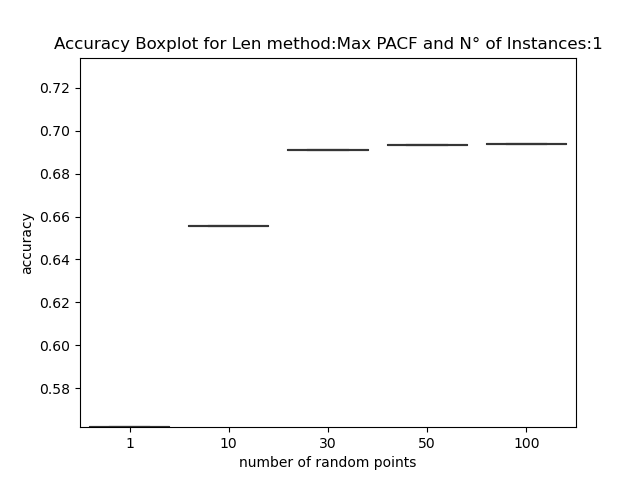 Accuracy Boxplot for Len method:Max PACF and N° of Instances:1
accuracy
0.72
0.70
0.68
0.66
0.64
0.62
0.60
0.58
1 10 30 50 100
number of random points